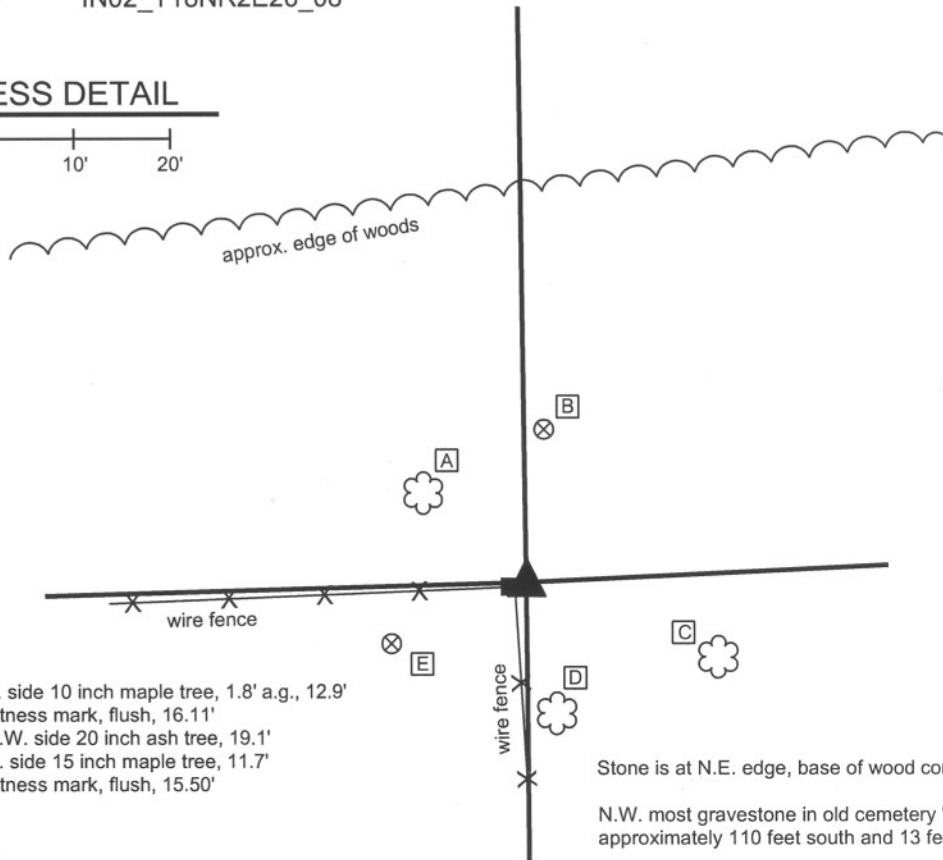 ESS DETAIL
10' 20'
approx. edge of woods
B
A
wire fence
E
C
D
wire fence
. side 10 inch maple tree, 1.8' a.g., 12.9'
tness mark, flush, 16.11'
.W. side 20 inch ash tree, 19.1'
. side 15 inch maple tree, 11.7'
tness mark, flush, 15.50'
Stone is at N.E. edge, base of wood
N.W. most gravestone in old cemetery
approximately 110 feet south and 13